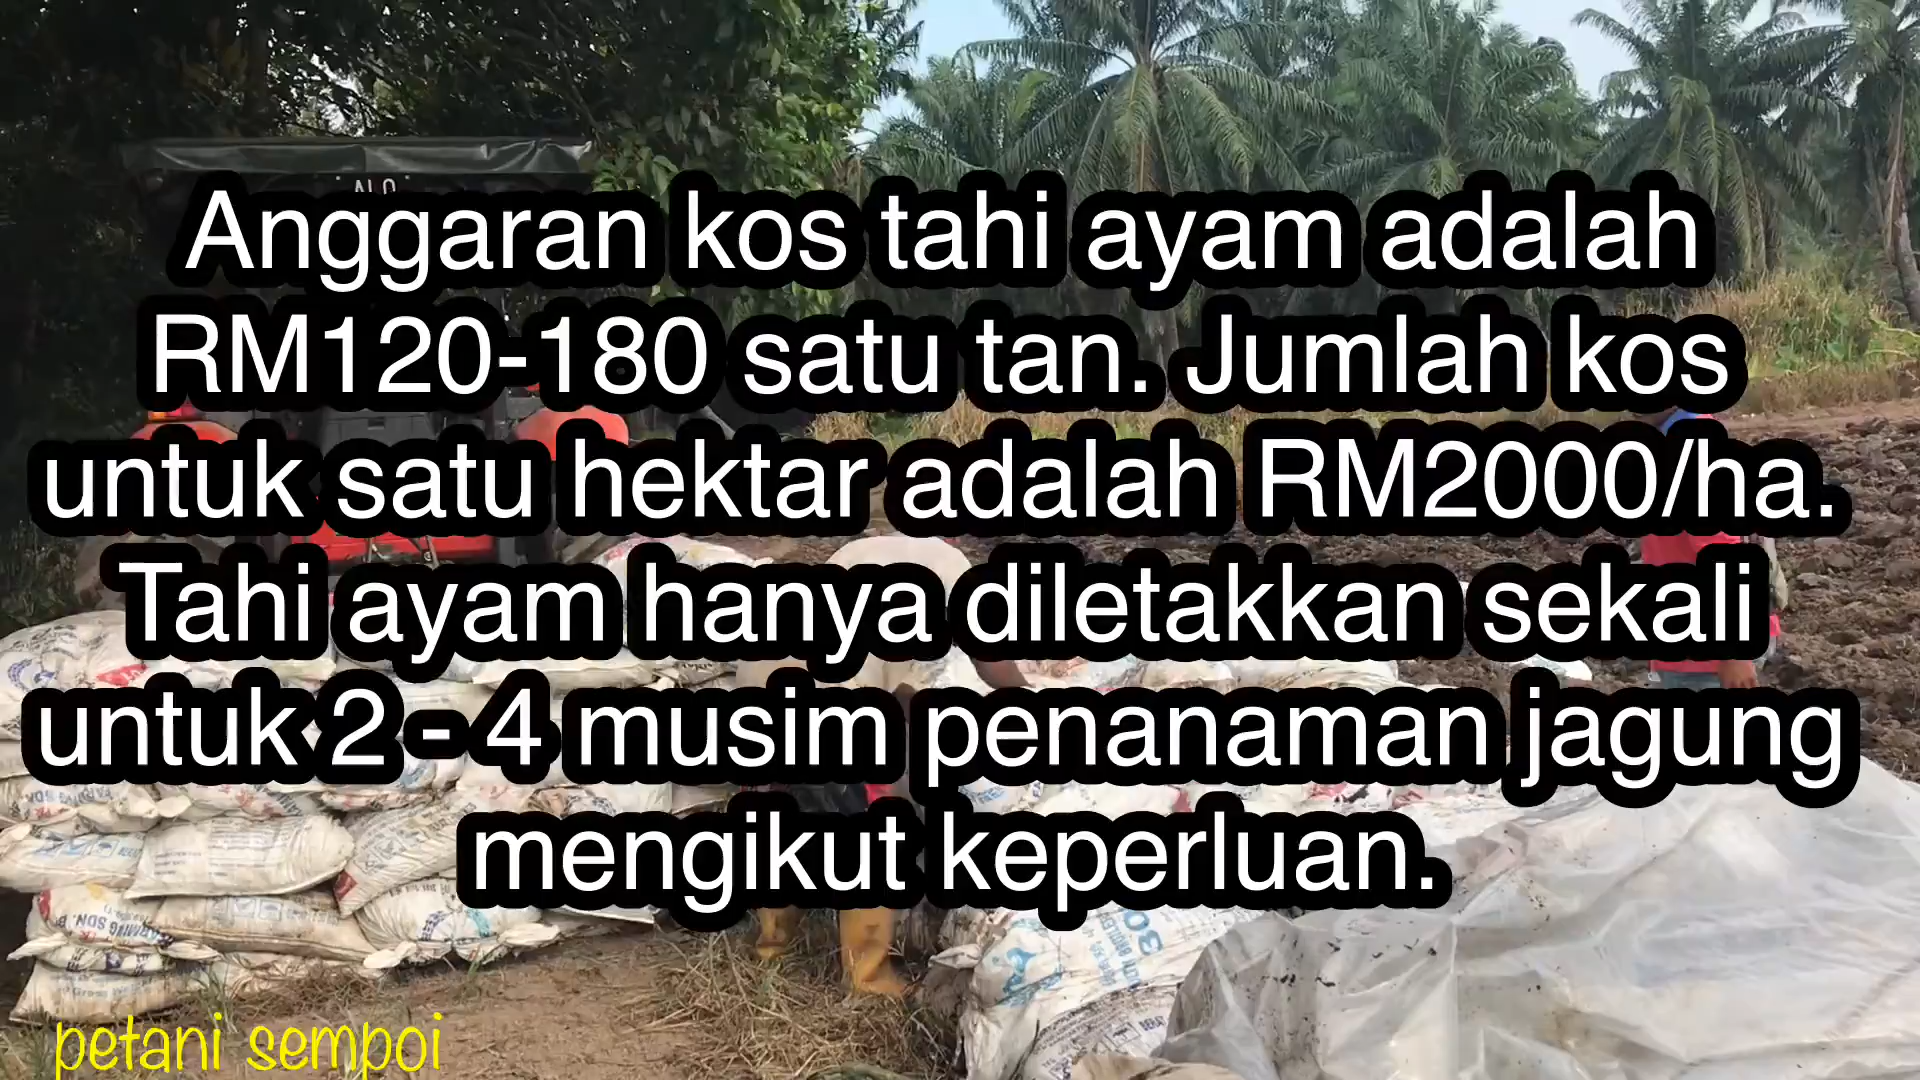 Anggaran kos tahi ayam adalah
RM120-180 satu tan. Jumlah kos
untuk satu hektar adalah RM2000/ha.
Tahi ayam hanya diletakkan sekali
untuk 2 - 4 musim penanaman jagung
mengikut keperluan.
petani sempoi